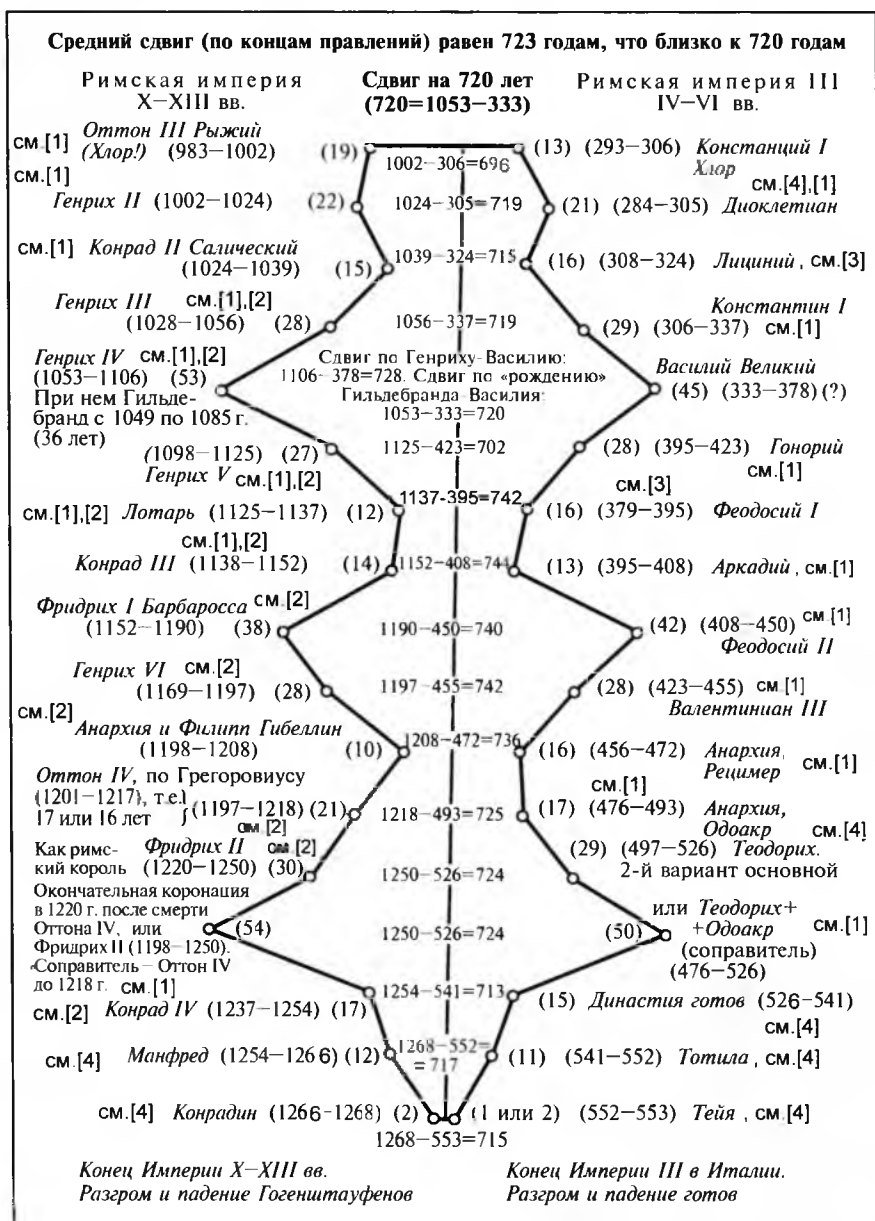 Средний сдвиг (по концам правлений) равен 723 годам, что близко к 720 годам
Римская империя
X–XIII вв.
Сдвиг на 720 лет
(720=1053–333)
Римская империя III
IV–VI вв.
см.[1] Оттон III Рыжий
(Хлор!) (983–1002) (19)
1002–306=696
(13) (293–306) Констанций I
Хлор
см.[4],[1]
см.[1]
Генрих II (1002–1024) (22)
1024–305=719
(21) (284–305) Диоклетиан
см.[1] Конрад II Салический
(1024–1039) (15)
1039–324=715
(16) (308–324) Лициний, см.[3]
Генрих III см.[1],[2]
(1028–1056) (28)
1056–337=719
Константин I
(29) (306–337) см.[1]
Генрих IV см.[1],[2]
(1053–1106) (53)
При нем Гильде-
бранд с 1049 по 1085 г.
(36 лет)
Сдвиг по Генриху-Василию:
1106–378=728. Сдвиг по «рождению»
Гильдебранда Василия:
1053–333=720
Василий Великий
(45) (333–378) (?)
(1098–1125) (27)
Генрих V см.[1],[2]
1125–423=702
(28) (395–423) Гонорий
см.[1]
см.[1],[2] Лотарь (1125–1137) (12)
1137-395=742
см.[3]
(16) (379–395) Феодосий I
см.[1],[2]
Конрад III (1138–1152) (14)
1152–408=744
(13) (395–408) Аркадий, см.[1]
Фридрих I Барбаросса см.[2]
(1152–1190) (38)
1190–450=740
(42) (408–450) см.[1]
Феодосий II
Генрих VI см.[2]
(1169–1197) (28)
1197–455=742
(28) (423–455) см.[1]
Валентиниан III
см.[2]
Анархия и Филипп Гибеллин
(1198–1208) (10)
1208–472=736
(16) (456–472) Анархия,
Рецимер см.[1]
Оттон IV, по Грегоровиусу
(1201–1217), т.е.
17 или 16 лет
(1197–1218) (21)
см.[2]
1218–493=725
см.[1]
(17) (476–493) Анархия,
Одоакр см.[4]
Как рим- Фридрих II см.[2]
ский король (1220–1250) (30)
1250–526=724
(29) (497–526) Теодорих.
2-й вариант основной
Окончательная коронация
в 1220 г. после смерти
Оттона IV, или
Фридрих II (1198–1250).
Соправитель – Оттон IV
до 1218 г. см.[1]
(54)
1250–526=724
(50)
или Теодорих+
+Одоакр см.[1]
(соправитель)
(476–526)
см.[2] Конрад IV (1237–1254) (17)
1254–541=713
(15) Династия готов (526–541)
см.[4]
см.[4] Манфред (1254–1266) (12)
1268–552=
=717
(11) (541–552) Тотила, см.[4]
см.[4] Конрадин (1266-1268) (2)
(1 или 2) (552–553) Тейя, см.[4]
1268–553=715
Конец Империи X–XIII вв.
Разгром и падение Гогенштауфенов
Конец Империи III в Италии.
Разгром и падение готов